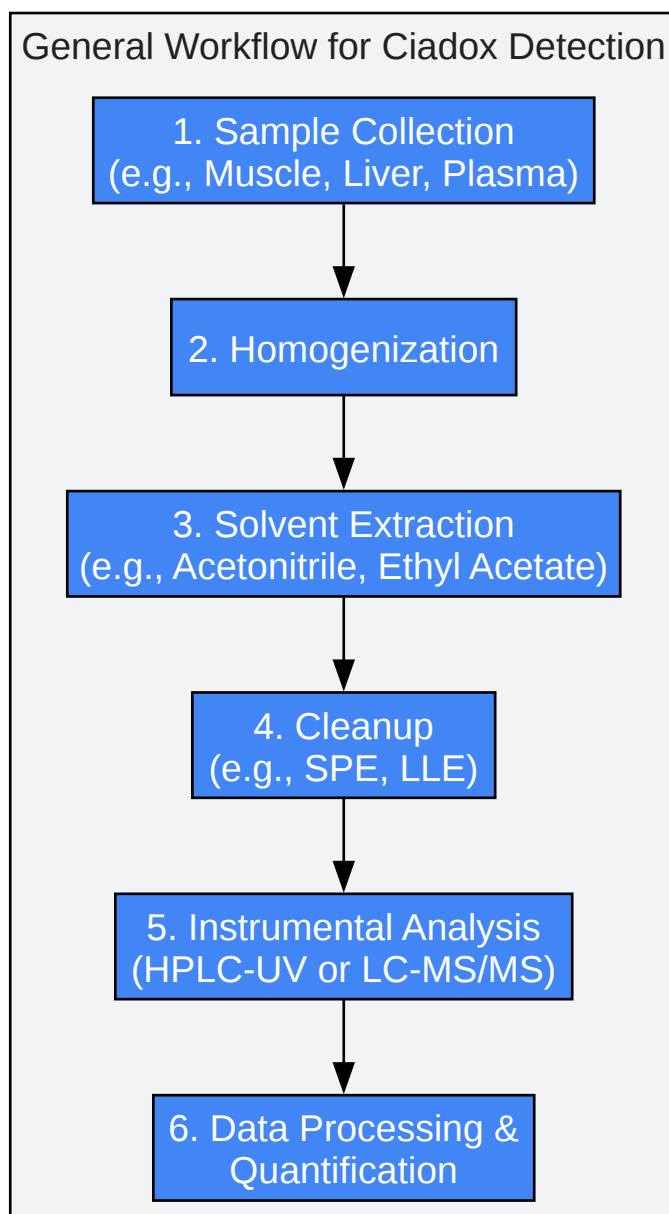 General Workflow for Ciadox Detection
1. Sample Collection
(e.g., Muscle, Liver, Plasma)
2. Homogenization
3. Solvent Extraction
(e.g., Acetonitrile, Ethyl Acetate)
4. Cleanup
(e.g., SPE, LLE)
5. Instrumental Analysis
(HPLC-UV or LC-MS/MS)
6. Data Processing &
Quantification